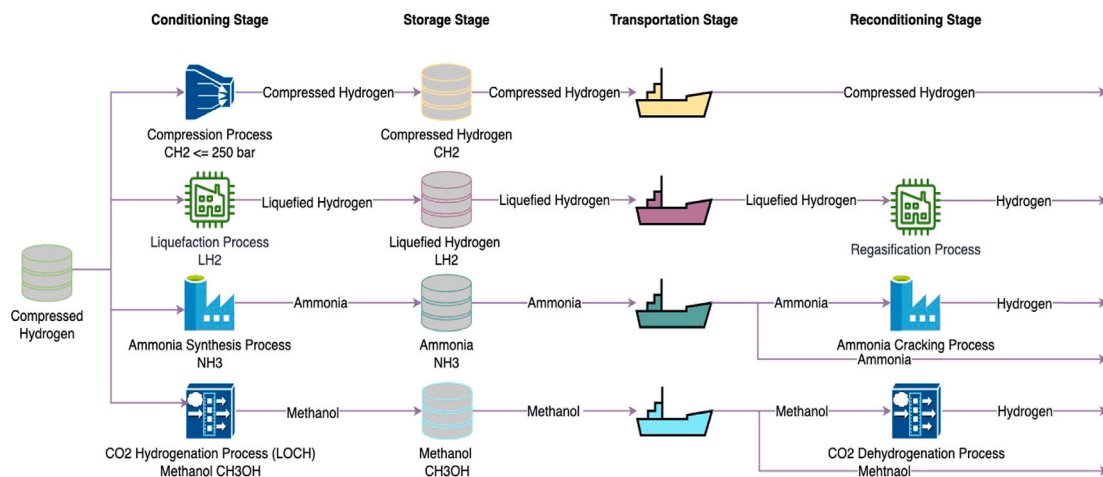 Conditioning Stage
Storage Stage
Transportation Stage
Reconditioning Stage
Compressed Hydrogen
Compressed Hydrogen
Compressed Hydrogen
Compression Process
CH2 <= 250 bar
Compressed Hydrogen
CH2
Liquefied Hydrogen
Liquefied Hydrogen
Liquefied Hydrogen
Hydrogen
Liquefaction Process
LH2
Liquefied Hydrogen
LH2
Regasification Process
Compressed
Hydrogen
Ammonia
Ammonia
Ammonia
Hydrogen
Ammonia Synthesis Process
NH3
Ammonia
NH3
Ammonia Cracking Process
Ammonia
Methanol
Methanol
Methanol
Hydrogen
CO2 Hydrogenation Process (LOCH)
Methanol CH3OH
Methanol
CH3OH
CO2 Dehydrogenation Process
Mehtnaol